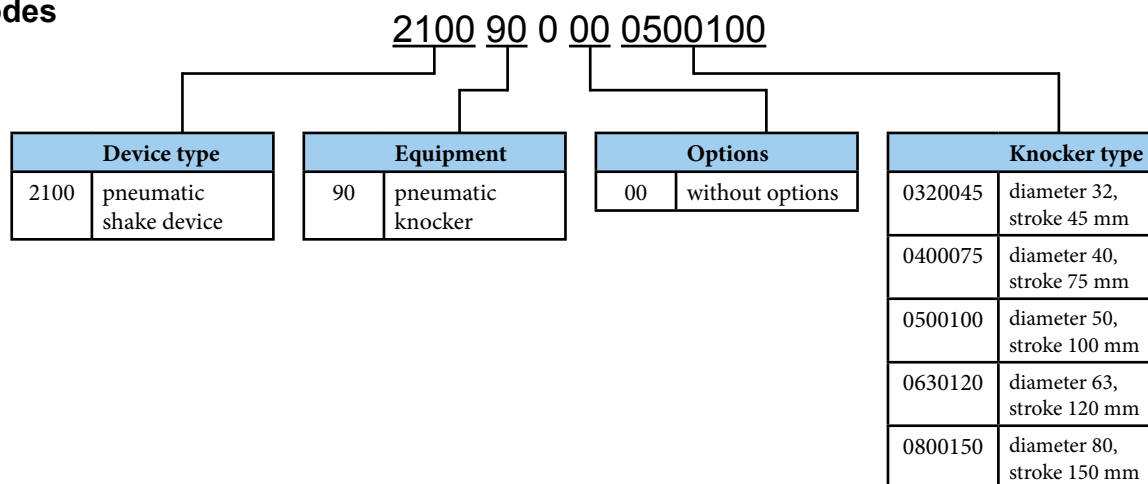 2100 90 0 00 0500100
Device type
2100 pneumatic
shake device
Equipment
90 pneumatic
knocker
Options
00 without options
Knocker type
0320045 diameter 32,
stroke 45 mm
0400075 diameter 40,
stroke 75 mm
0500100 diameter 50,
stroke 100 mm
0630120 diameter 63,
stroke 120 mm
0800150 diameter 80,
stroke 150 mm